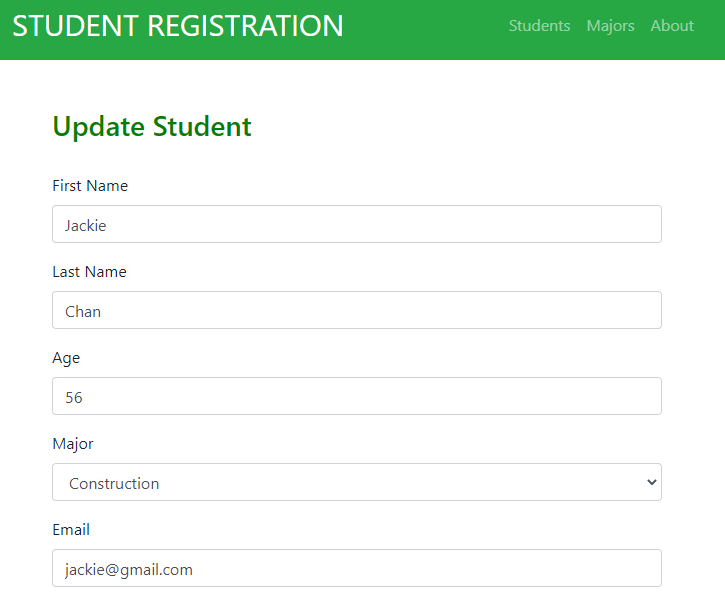 STUDENT REGISTRATION
Students Majors About
Update Student
First Name
Jackie
Last Name
Chan
Age
56
Major
Construction
Email
jackie@gmail.com